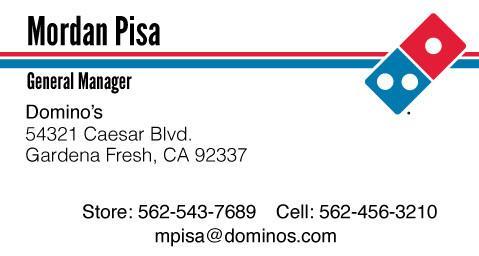 Mordan Pisa
General Manager
Domino's
54321 Caesar Blvd.
Gardena Fresh, CA 92337
Store: 562-543-7689 Cell: 562-456-3210
mpisa@dominos.com